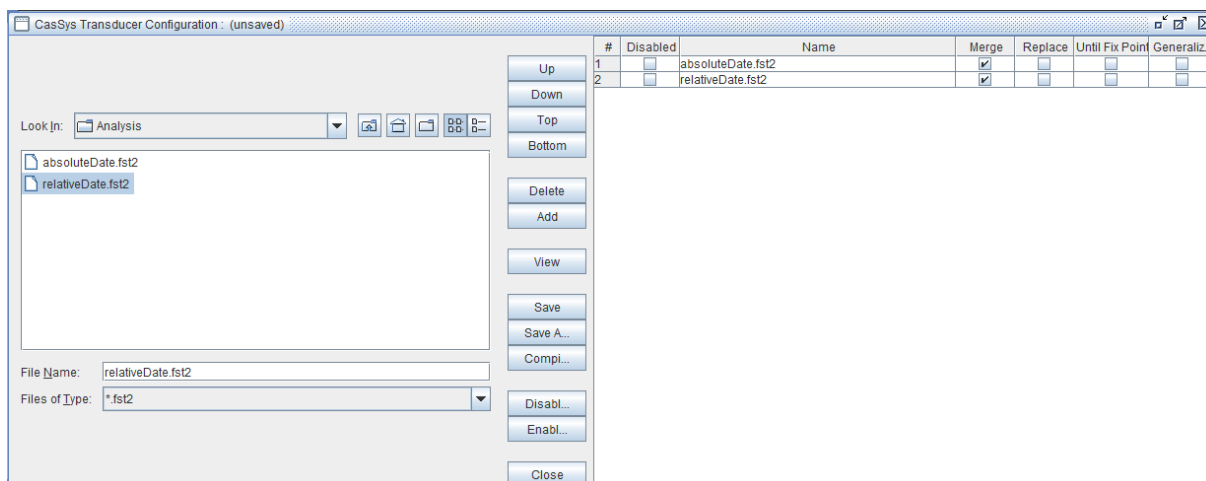 CasSys Transducer Configuration : (unsaved)
Look In: Analysis
absoluteDate.fst2
relativeDate.fst2
File Name: relativeDate.fst2
Files of Type: *.fst2
Up
Down
Top
Bottom
Delete
Add
View
Save
Save A...
Compi...
Disabl...
Enabl...
Close
# Disabled Name Merge Replace Until Fix Point Generaliz...
1 absoluteDate.fst2
2 relativeDate.fst2